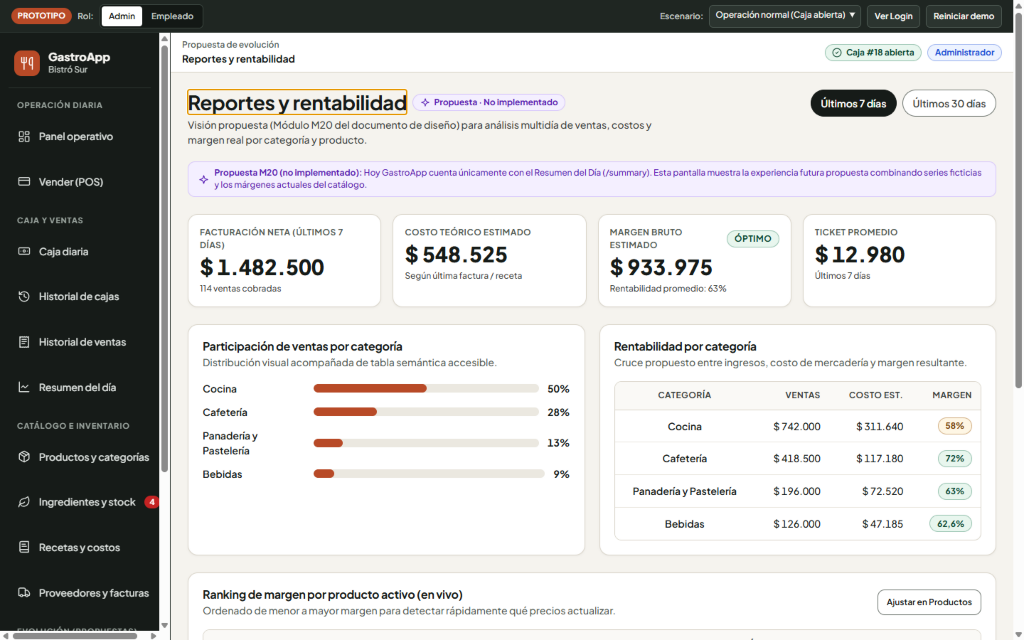 PROTOTIPO Rol: Admin Empleado Escenario: Operación normal (Caja abierta) ▼ Ver Login Reiniciar demo
GastroApp
Bistró Sur
OPERACIÓN DIARIA
Panel operativo
Vender (POS)
CAJA Y VENTAS
Caja diaria
Historial de cajas
Historial de ventas
Resumen del día
CATÁLOGO E INVENTARIO
Productos y categorías
Ingredientes y stock 4
Recetas y costos
Proveedores y facturas
EVOLUCIÓN (PROPUESTAS)
Propuesta de evolución
Reportes y rentabilidad
Caja #18 abierta Administrador
Reportes y rentabilidad Propuesta · No implementado
Últimos 7 días Últimos 30 días
Visión propuesta (Módulo M20 del documento de diseño) para análisis multidía de ventas, costos y
margen real por categoría y producto.
Propuesta M20 (no implementado): Hoy GastroApp cuenta únicamente con el Resumen del Día (/summary). Esta pantalla muestra la experiencia futura propuesta combinando series ficticias
y los márgenes actuales del catálogo.
FACTURACIÓN NETA (ÚLTIMOS 7
DÍAS)
$ 1.482.500
114 ventas cobradas
COSTO TEÓRICO ESTIMADO
$ 548.525
Según última factura / receta
MARGEN BRUTO
ESTIMADO
ÓPTIMO
$ 933.975
Rentabilidad promedio: 63%
TICKET PROMEDIO
$ 12.980
Últimos 7 días
Participación de ventas por categoría
Distribución visual acompañada de tabla semántica accesible.
Cocina 50%
Cafetería 28%
Panadería y
Pastelería 13%
Bebidas 9%
Rentabilidad por categoría
Cruce propuesto entre ingresos, costo de mercadería y margen resultante.
CATEGORÍA VENTAS COSTO EST. MARGEN
Cocina $ 742.000 $ 311.640 58%
Cafetería $ 418.500 $ 117.180 72%
Panadería y Pastelería $ 196.000 $ 72.520 63%
Bebidas $ 126.000 $ 47.185 62,6%
Ranking de margen por producto activo (en vivo)
Ordenado de menor a mayor margen para detectar rápidamente qué precios actualizar.
Ajustar en Productos